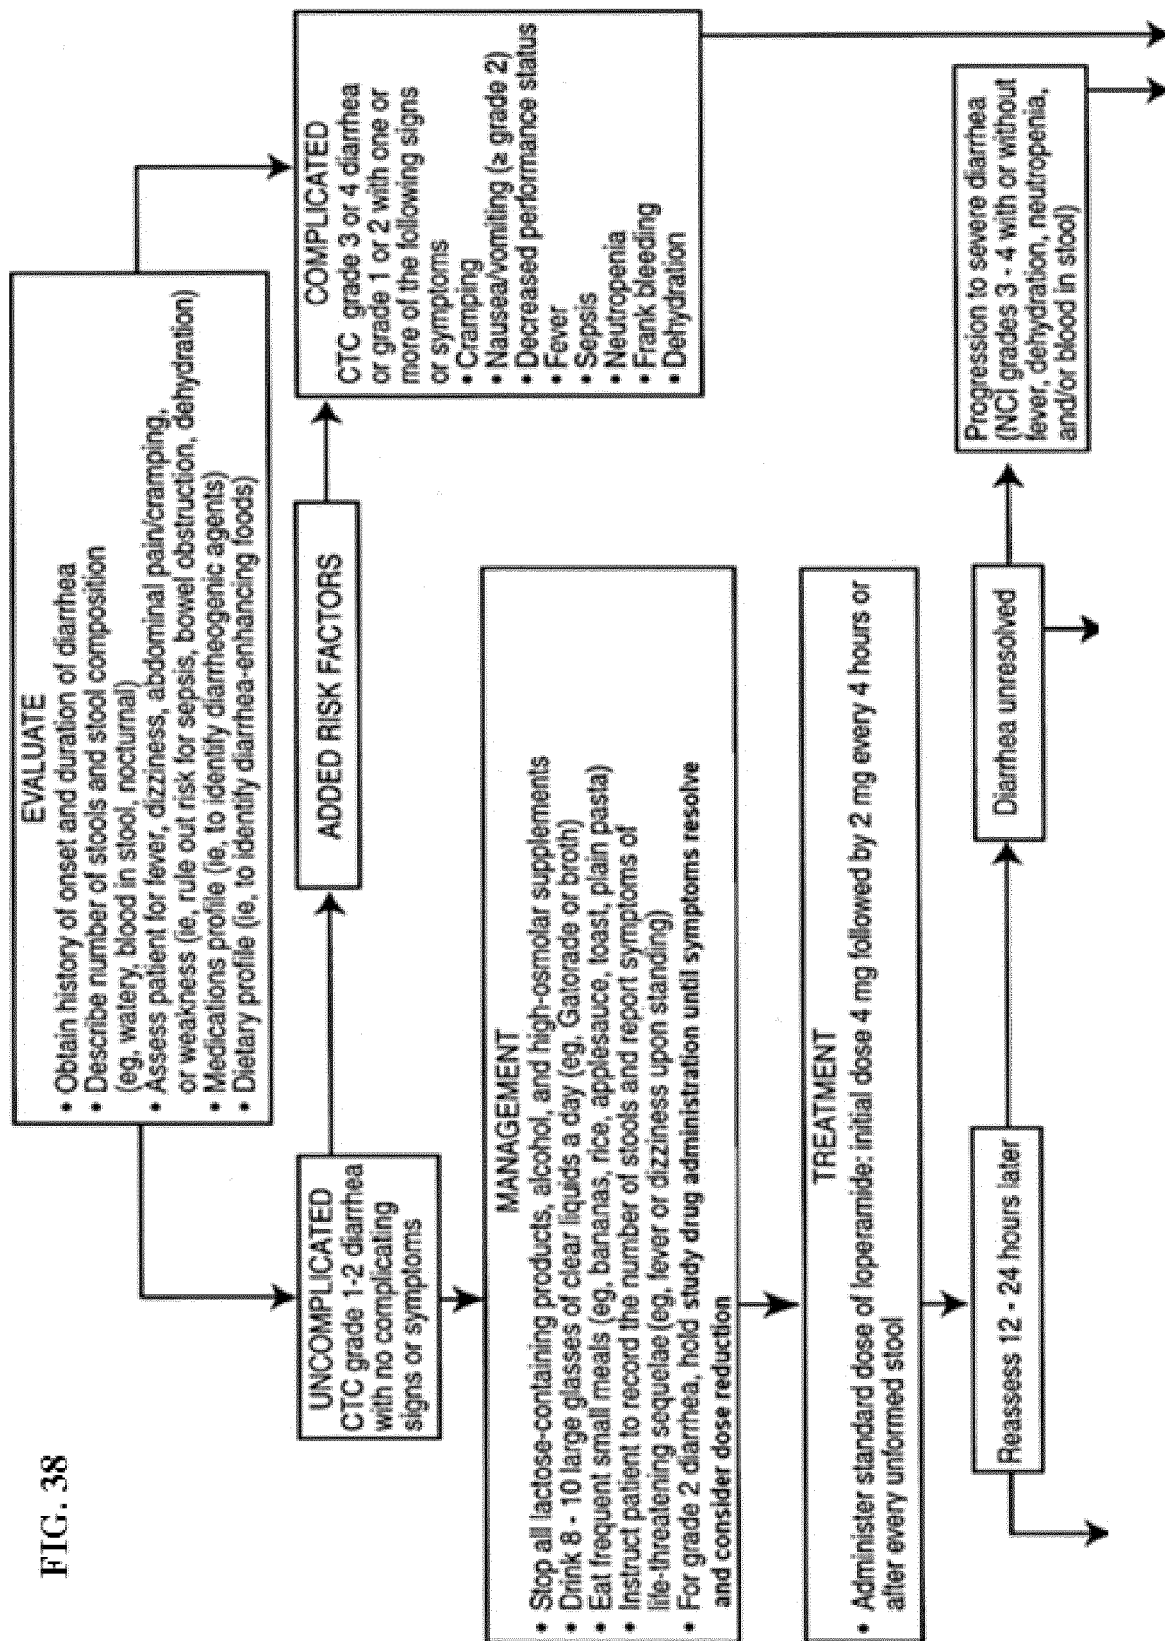 FIG. 38
EVALUATE
• Obtain history of onset and duration of diarrhea
• Describe number of stools and stool composition
(eg, watery, blood in stool, nocturnal)
• Assess patient for fever, dizziness, abdominal pain/cramping,
or weakness (ie, rule out risk for sepsis, bowel obstruction, dehydration)
• Medications profile (ie, to identify diarrheogenic agents)
• Dietary profile (ie, to identify diarrhea-enhancing foods)
UNCOMPLICATED
CTC grade 1-2 diarrhea
with no complicating
signs or symptoms
ADDED RISK FACTORS
COMPLICATED
CTC grade 3 or 4 diarrhea
or grade 1 or 2 with one or
more of the following signs
or symptoms
• Cramping
• Nausea/vomiting (≥ grade 2)
• Decreased performance status
• Fever
• Sepsis
• Neutropenia
• Frank bleeding
• Dehydration
MANAGEMENT
• Stop all lactose-containing products, alcohol, and high-osmolar supplements
• Drink 8 - 10 large glasses of clear liquids a day (eg, Gatorade or broth)
• Eat frequent small meals (eg, bananas, rice, applesauce, toast, plain pasta)
• Instruct patient to record the number of stools and report symptoms of
life-threatening sequelae (eg, fever or dizziness upon standing)
• For grade 2 diarrhea, hold study drug administration until symptoms resolve
and consider dose reduction
TREATMENT
• Administer standard dose of loperamide: initial dose 4 mg followed by 2 mg every 4 hours or
after every unformed stool
Reassess 12 - 24 hours later
Diarrhea unresolved
Progression to severe diarrhea
(NCI grades 3 - 4 with or without
fever, dehydration, neutropenia,
and/or blood in stool)